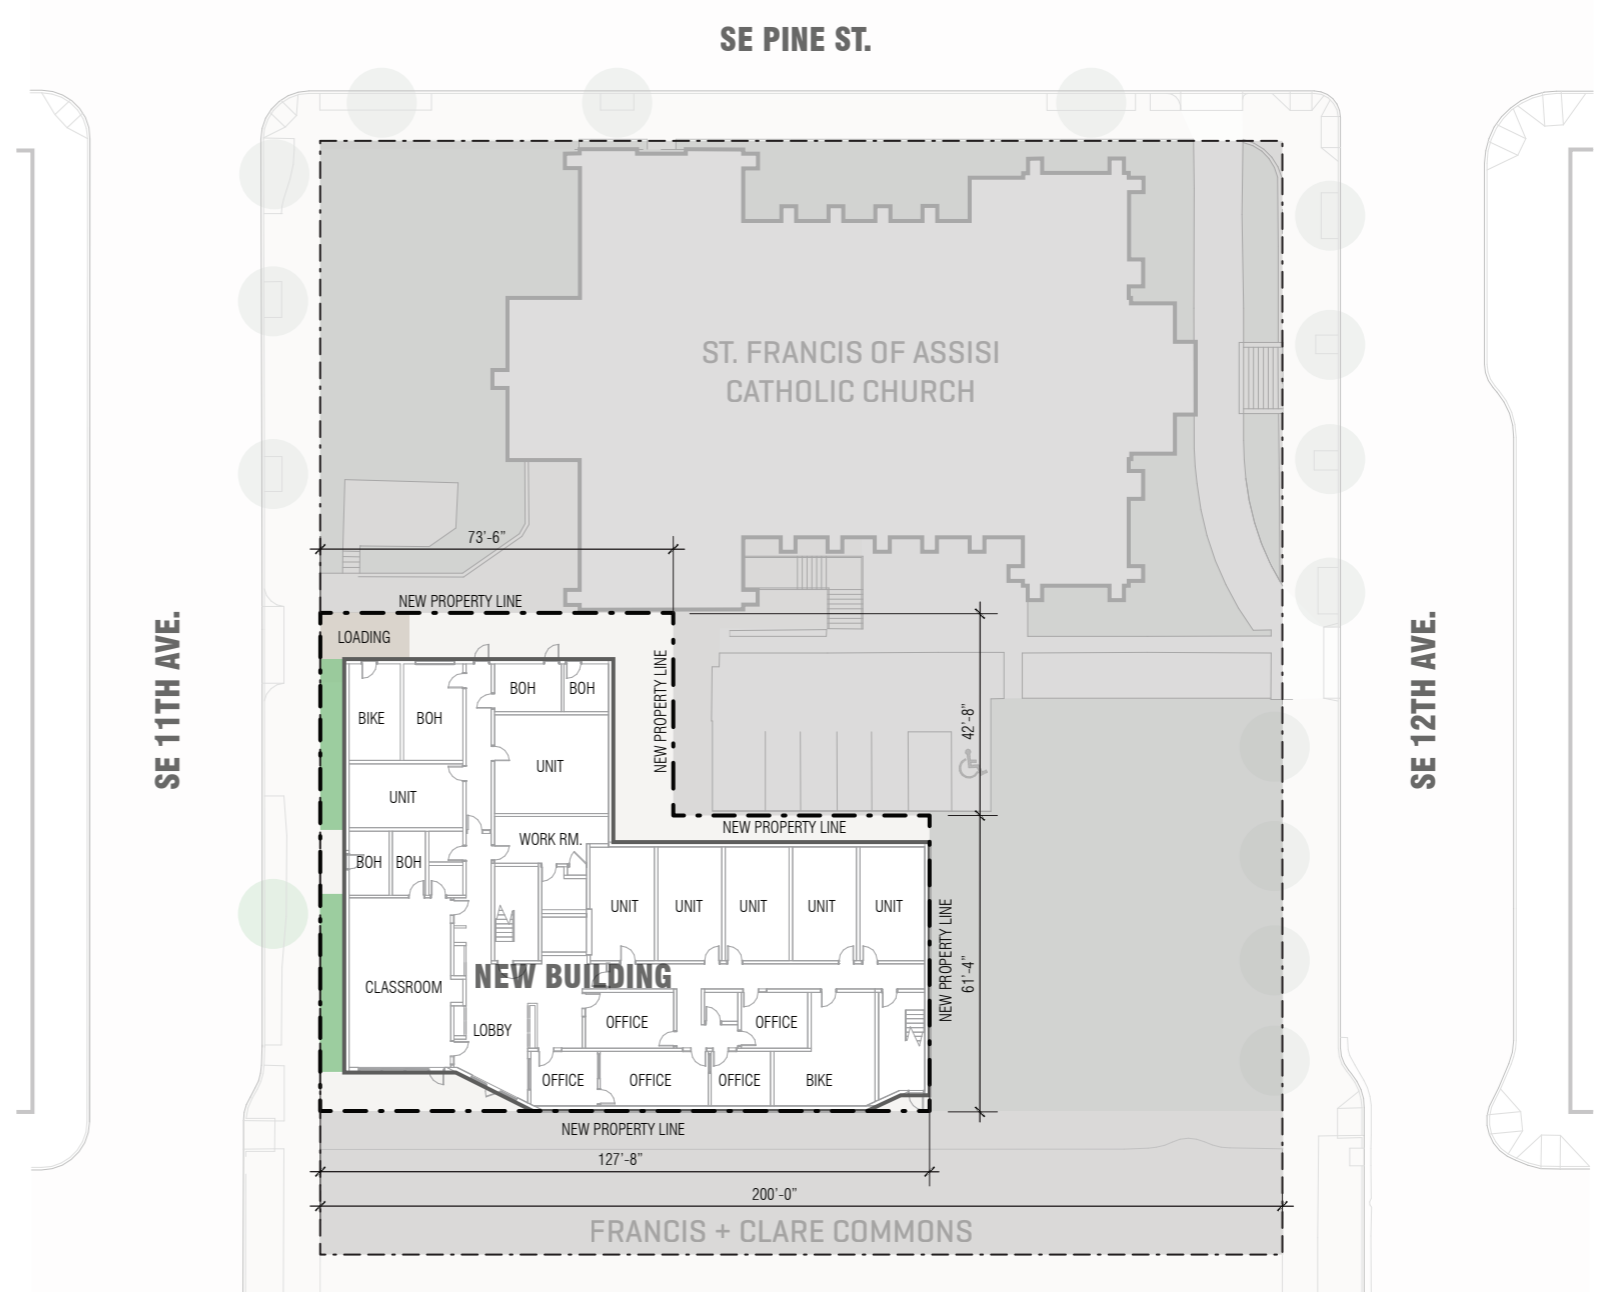 SE PINE ST.
ST. FRANCIS OF ASSISI
CATHOLIC CHURCH
73'-6"
NEW PROPERTY LINE
LOADING
SE 11TH AVE.
SE 12TH AVE.
NEW PROPERTY LINE
42'-8"
BIKE
BOH
BOH
BOH
UNIT
UNIT
NEW PROPERTY LINE
WORK RM.
BOH
BOH
UNIT
UNIT
UNIT
UNIT
UNIT
NEW PROPERTY LINE
61'-4"
CLASSROOM
NEW BUILDING
LOBBY
OFFICE
OFFICE
OFFICE
OFFICE
OFFICE
BIKE
NEW PROPERTY LINE
127'-8"
200'-0"
FRANCIS + CLARE COMMONS